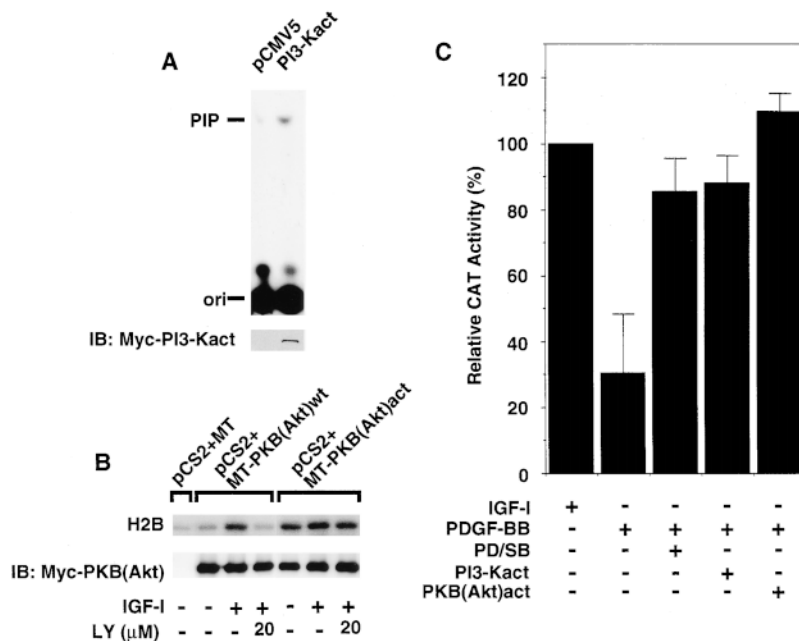 A
pCMV5
PI3-Kact
PIP
ori
IB: Myc-PI3-Kact
B
pCS2+MT
pCS2+
MT-PKB(Akt)wt
pCS2+
MT-PKB(Akt)act
H2B
IB: Myc-PKB(Akt)
IGF-I - - + + - + +
LY (μM) 20 20
C
Relative CAT Activity (%)
120
100
80
60
40
20
0
IGF-I + - - - -
PDGF-BB - + + + +
PD/SB - - + - -
PI3-Kact - - - + -
PKB(Akt)act - - - - +